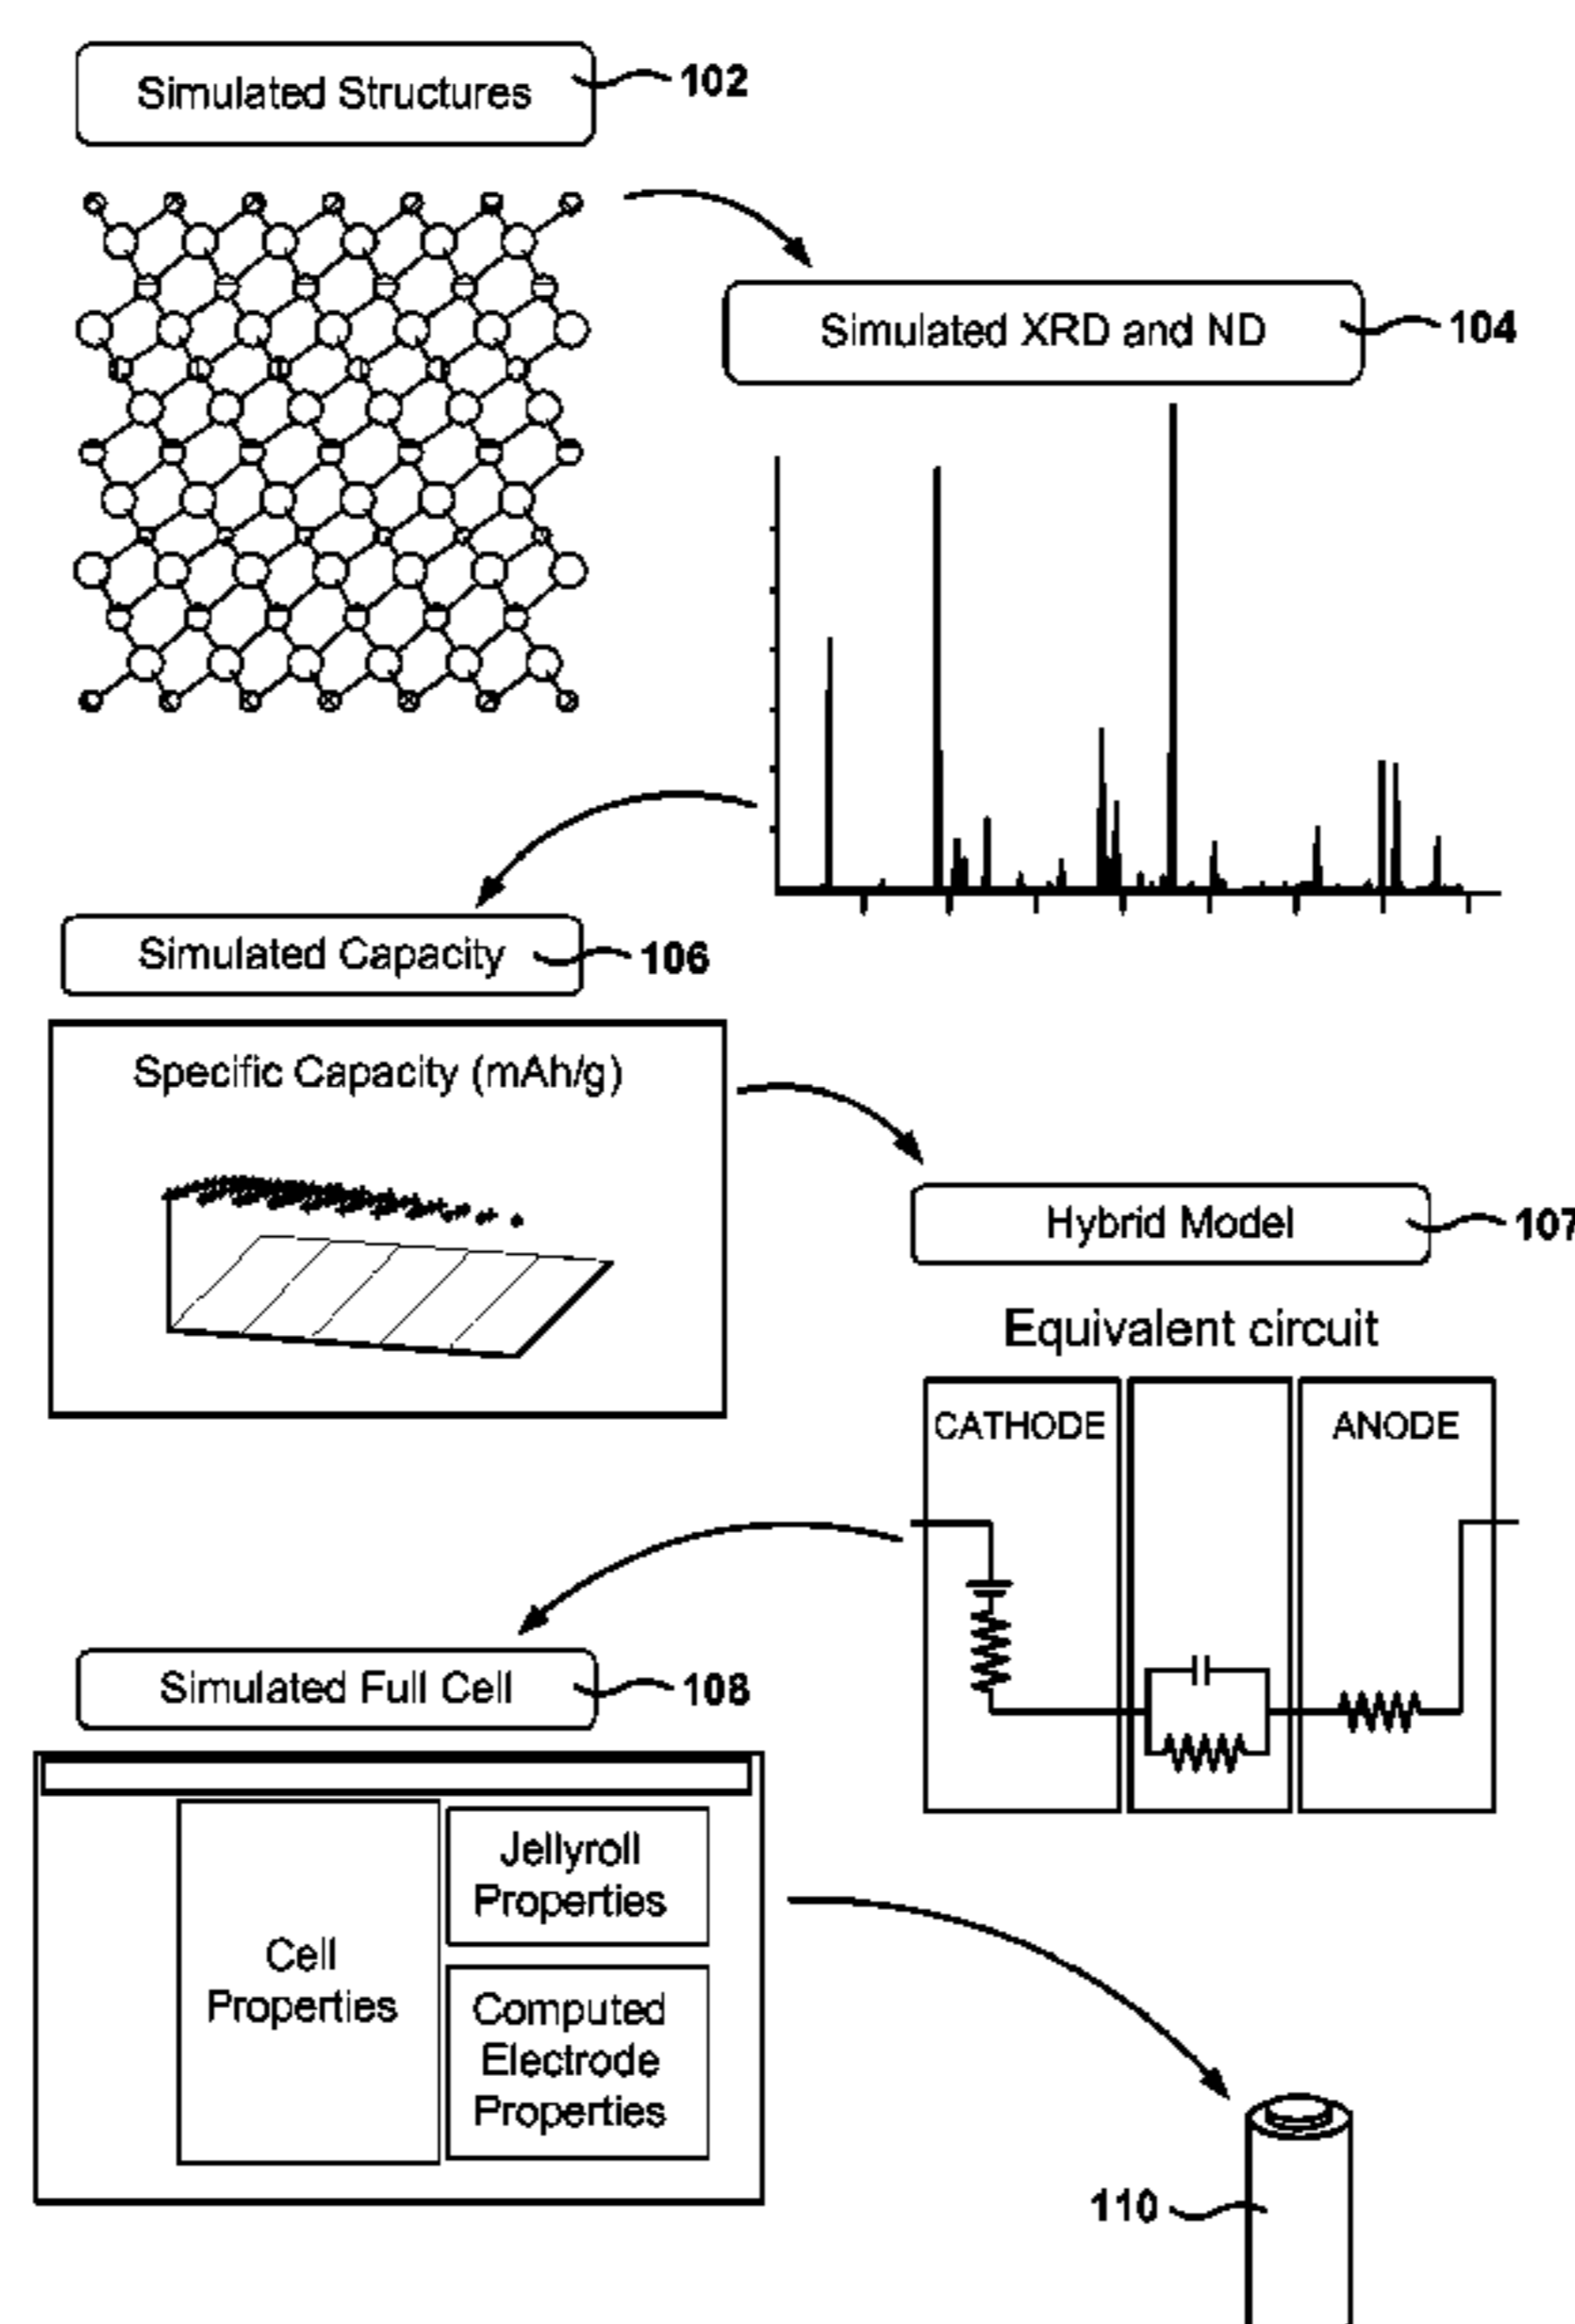 Simulated Structures
102
Simulated XRD and ND
104
Simulated Capacity
106
Specific Capacity (mAh/g)
Hybrid Model
107
Equivalent circuit
CATHODE
ANODE
Simulated Full Cell
108
Cell
Properties
Jellyroll
Properties
Computed
Electrode
Properties
110